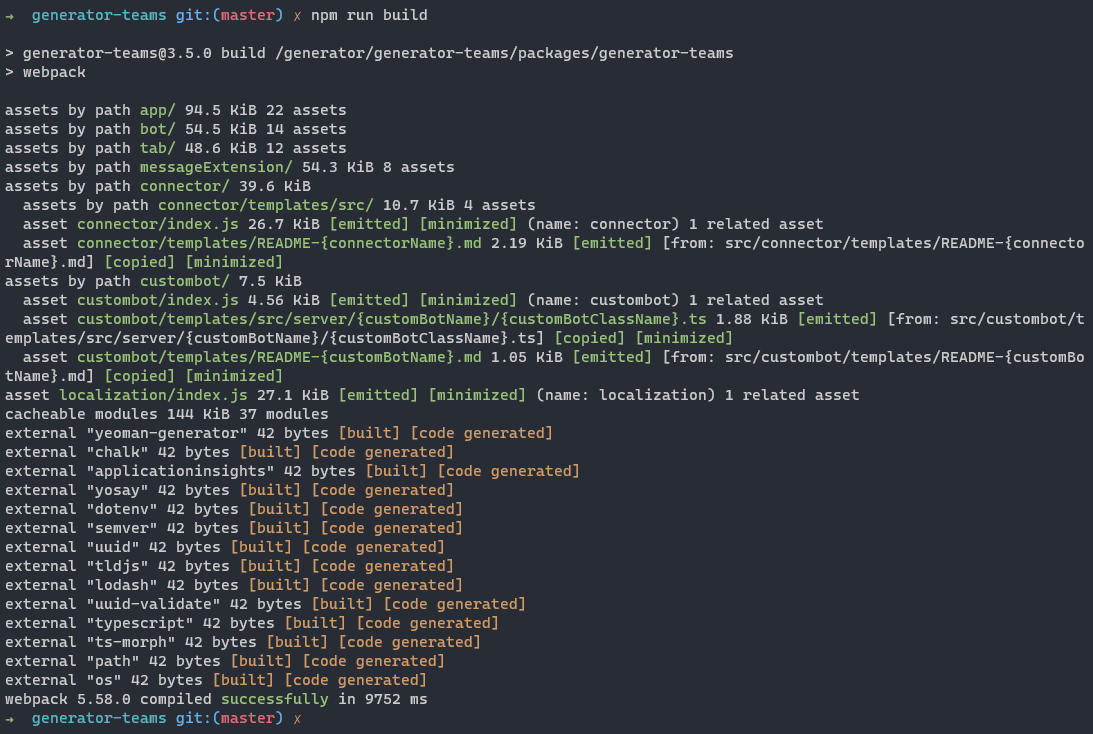 →  generator-teams git:(master) ✗ npm run build

> generator-teams@3.5.0 build /generator/generator-teams/packages/generator-teams
> webpack

assets by path app/ 94.5 KiB 22 assets
assets by path bot/ 54.5 KiB 14 assets
assets by path tab/ 48.6 KiB 12 assets
assets by path messageExtension/ 54.3 KiB 8 assets
assets by path connector/ 39.6 KiB
  assets by path connector/templates/src/ 10.7 KiB 4 assets
  asset connector/index.js 26.7 KiB [emitted] [minimized] (name: connector) 1 related asset
  asset connector/templates/README-{connectorName}.md 2.19 KiB [emitted] [from: src/connector/templates/README-{connecto
rName}.md] [copied] [minimized]
assets by path custombot/ 7.5 KiB
  asset custombot/index.js 4.56 KiB [emitted] [minimized] (name: custombot) 1 related asset
  asset custombot/templates/src/server/{customBotName}/{customBotClassName}.ts 1.88 KiB [emitted] [from: src/custombot/t
emplates/src/server/{customBotName}/{customBotClassName}.ts] [copied] [minimized]
  asset custombot/templates/README-{customBotName}.md 1.05 KiB [emitted] [from: src/custombot/templates/README-{customBo
tName}.md] [copied] [minimized]
asset localization/index.js 27.1 KiB [emitted] [minimized] (name: localization) 1 related asset
cacheable modules 144 KiB 37 modules
external "yeoman-generator" 42 bytes [built] [code generated]
external "chalk" 42 bytes [built] [code generated]
external "applicationinsights" 42 bytes [built] [code generated]
external "yosay" 42 bytes [built] [code generated]
external "dotenv" 42 bytes [built] [code generated]
external "semver" 42 bytes [built] [code generated]
external "uuid" 42 bytes [built] [code generated]
external "tldjs" 42 bytes [built] [code generated]
external "lodash" 42 bytes [built] [code generated]
external "uuid-validate" 42 bytes [built] [code generated]
external "typescript" 42 bytes [built] [code generated]
external "ts-morph" 42 bytes [built] [code generated]
external "path" 42 bytes [built] [code generated]
external "os" 42 bytes [built] [code generated]
webpack 5.58.0 compiled successfully in 9752 ms
→  generator-teams git:(master) ✗